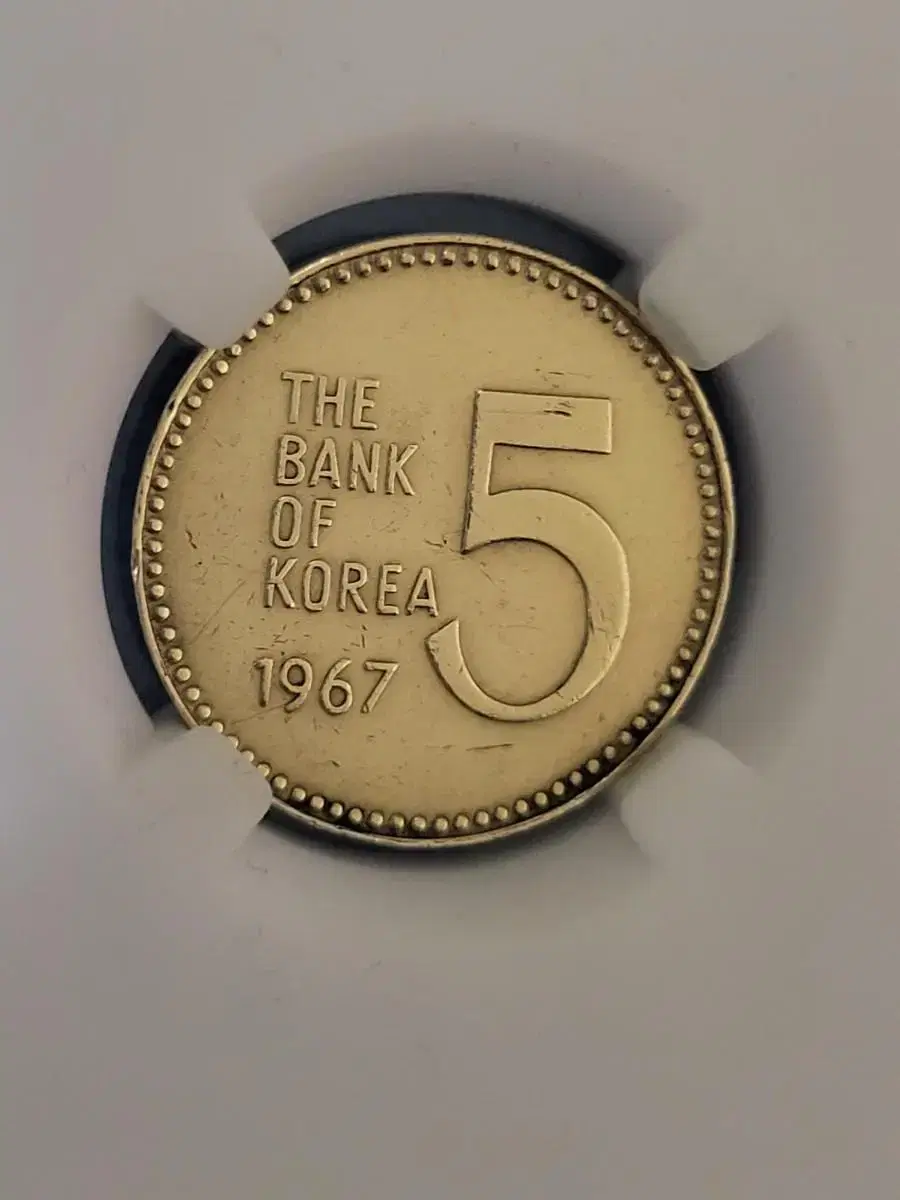 THE
BANK
OF
KOREA
1967
5